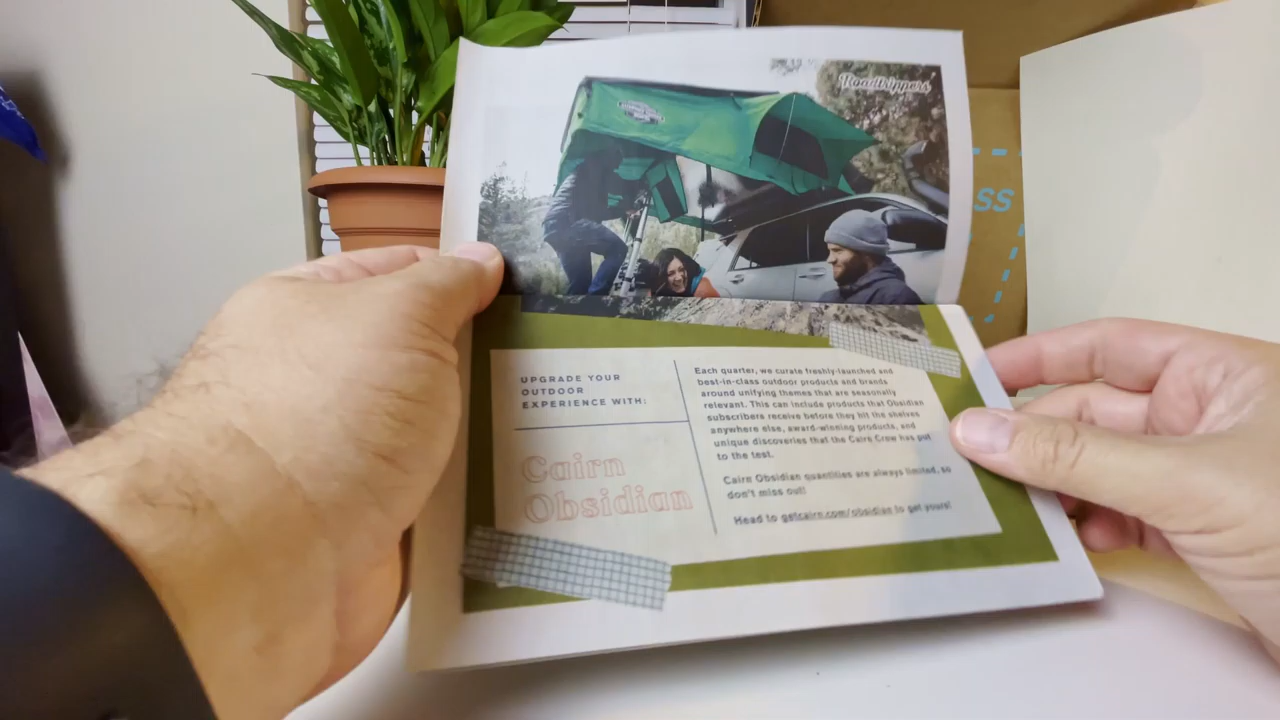 Roadtrippers
SS
UPGRADE YOUR
OUTDOOR
EXPERIENCE WITH:
Cairn
Obsidian
Each quarter, we curate freshly-launched and
best-in-class outdoor products and brands
around unifying themes that are seasonally
relevant. This can include products that Obsidian
subscribers receive before they hit the shelves
anywhere else, award-winning products, and
unique discoveries that the Cairn Crew has put
to the test.
Cairn Obsidian quantities are always limited, so
don't miss out!
Head to getcairn.com/obsidian to get yours!